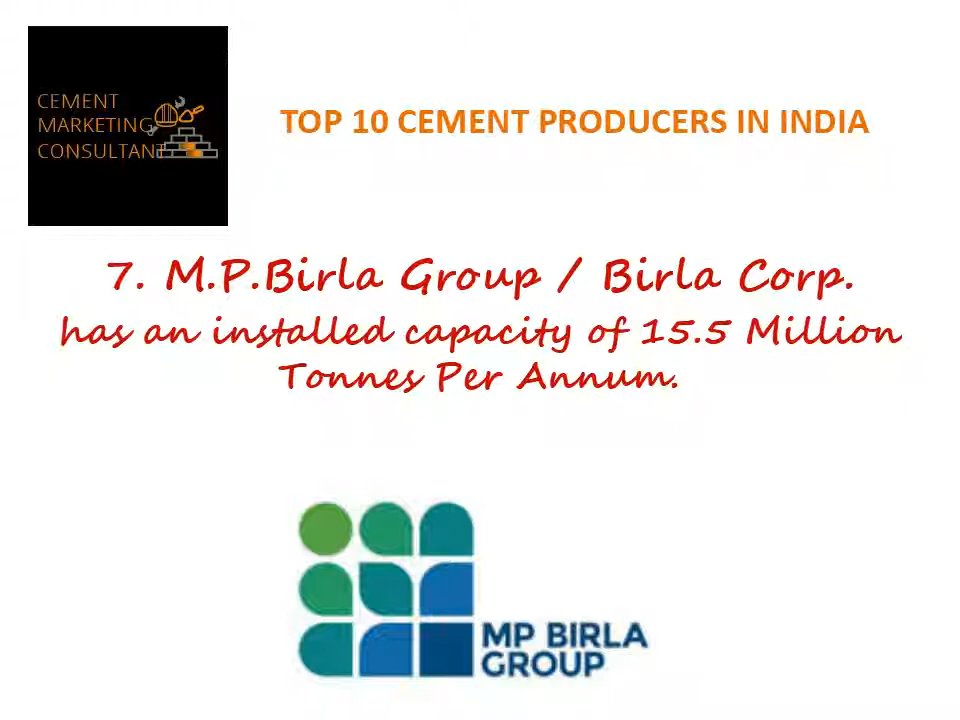 CEMENT
MARKETING
CONSULTANT
TOP 10 CEMENT PRODUCERS IN INDIA
7. M.P.Birla Group / Birla Corp.
has an installed capacity of 15.5 Million
Tonnes Per Annum.
MP BIRLA
GROUP